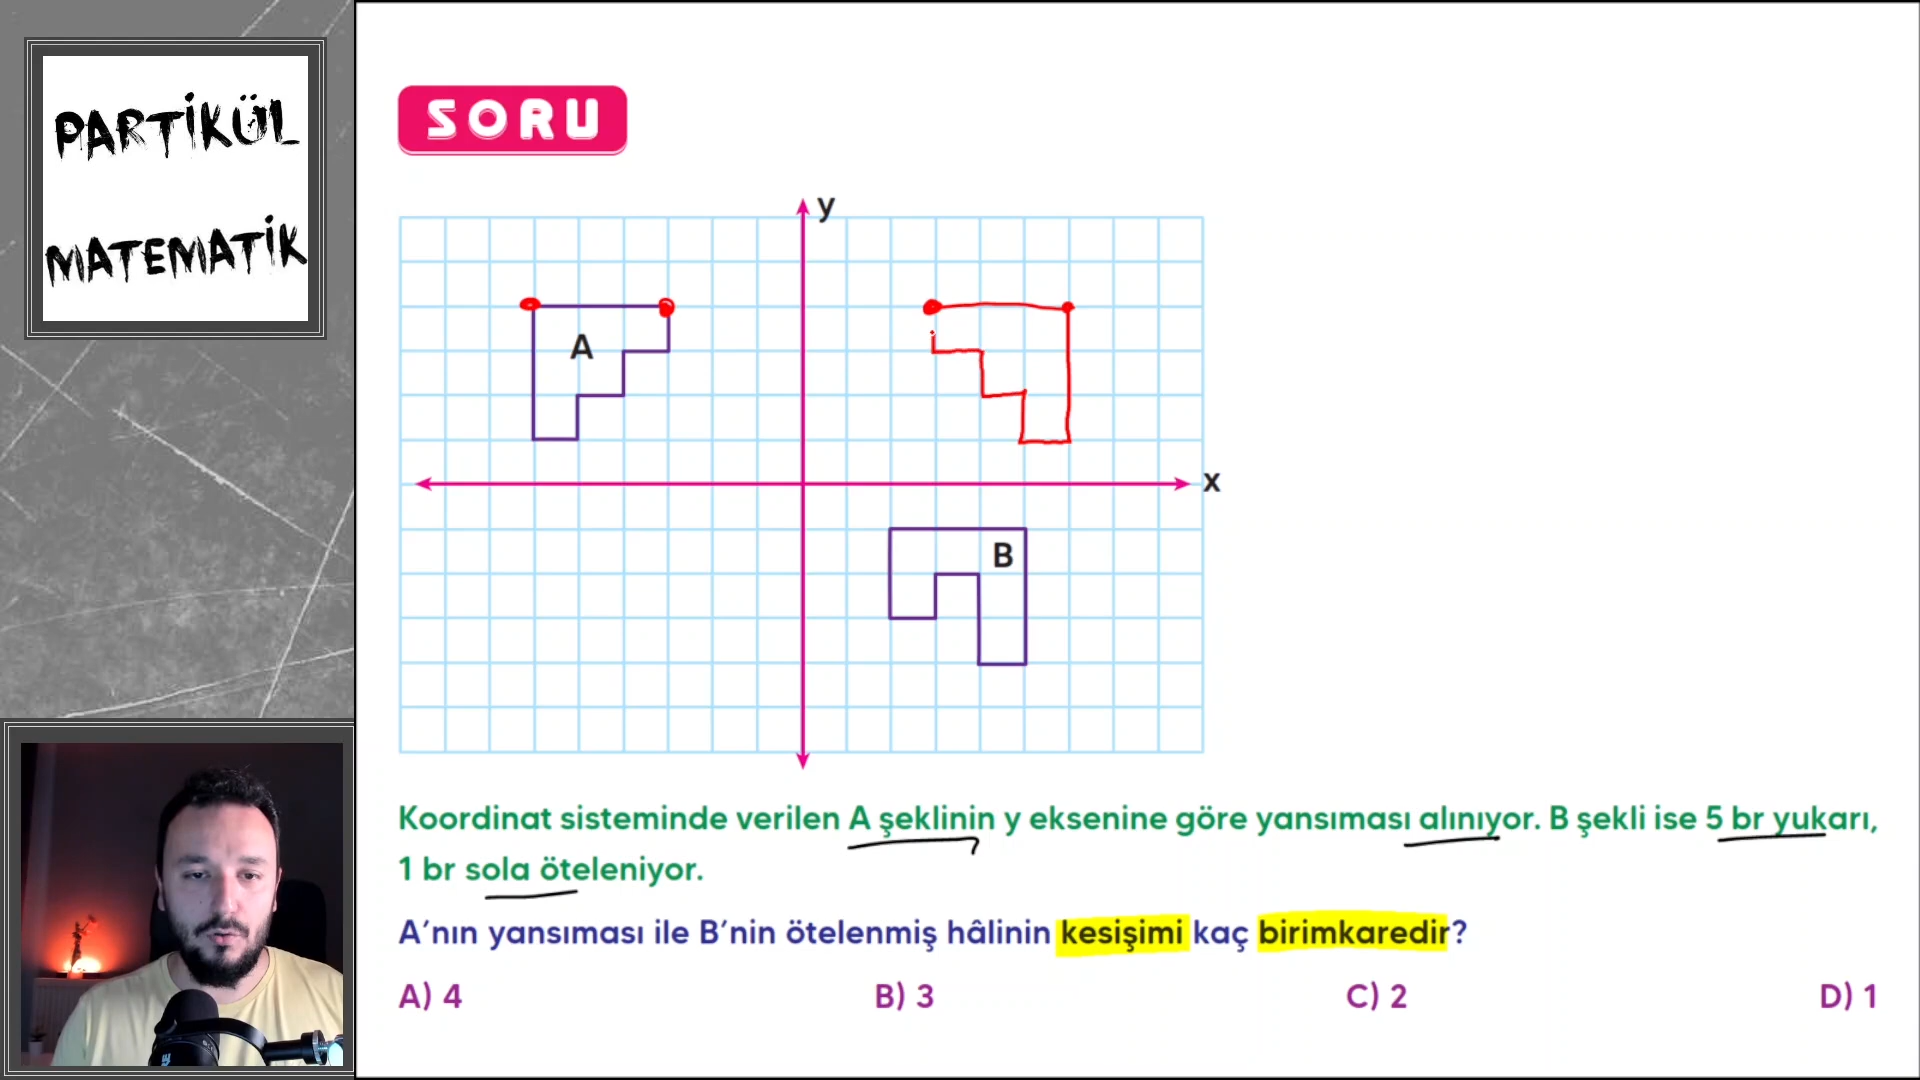 PARTİKÜL
MATEMATİK
SORU
y
A
x
B
Koordinat sisteminde verilen A şeklinin y eksenine göre yansıması alınıyor. B şekli ise 5 br yukarı,
1 br sola öteleniyor.
A′nın yansıması ile B′nin ötelenmiş hâlinin kesişimi kaç birimkaredir?
A) 4 B) 3 C) 2 D) 1